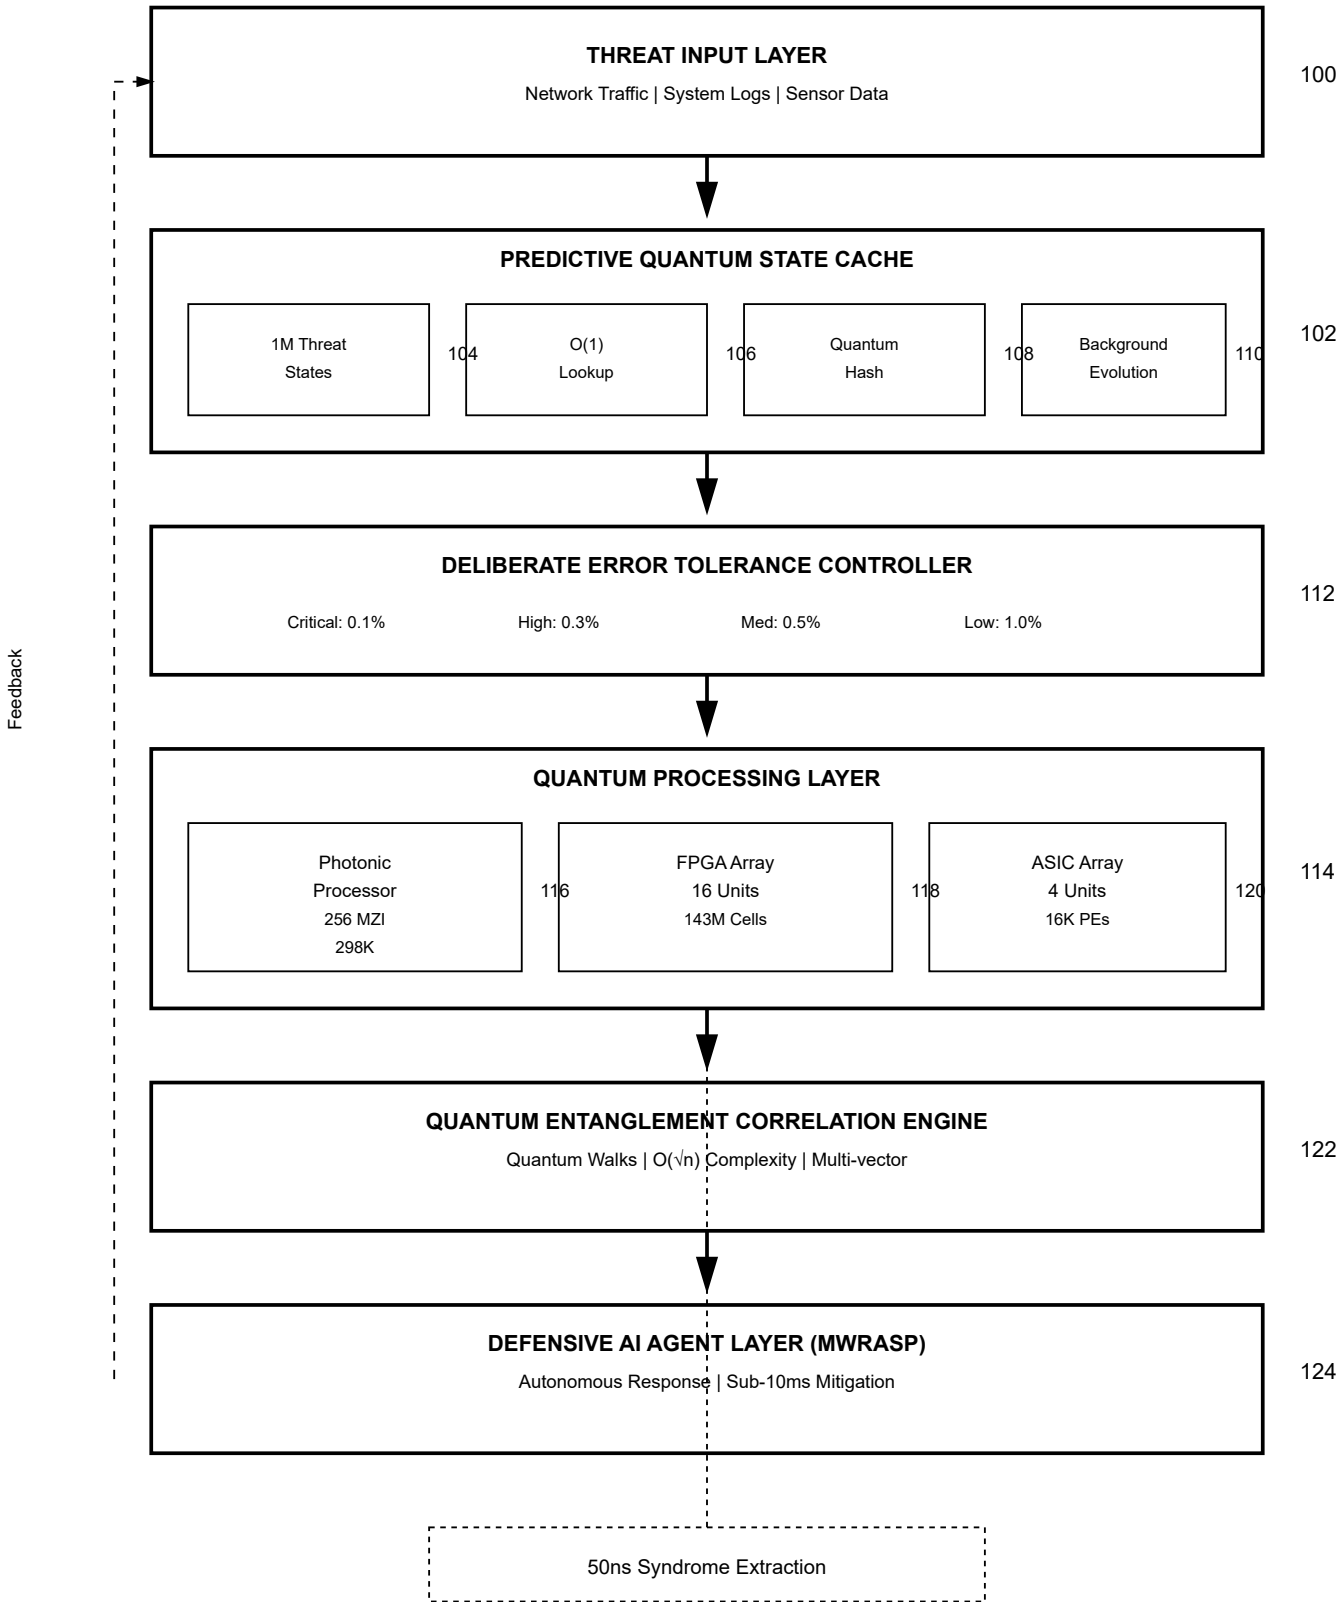 THREAT INPUT LAYER
Network Traffic | System Logs | Sensor Data
100
PREDICTIVE QUANTUM STATE CACHE
1M Threat
States
104
O(1)
Lookup
106
Quantum
Hash
108
Background
Evolution
110
102
DELIBERATE ERROR TOLERANCE CONTROLLER
Critical: 0.1%
High: 0.3%
Med: 0.5%
Low: 1.0%
112
Feedback
QUANTUM PROCESSING LAYER
Photonic
Processor
256 MZI
298K
116
FPGA Array
16 Units
143M Cells
118
ASIC Array
4 Units
16K PEs
120
114
QUANTUM ENTANGLEMENT CORRELATION ENGINE
Quantum Walks | O(√n) Complexity | Multi-vector
122
DEFENSIVE AI AGENT LAYER (MWRASP)
Autonomous Response | Sub-10ms Mitigation
124
50ns Syndrome Extraction